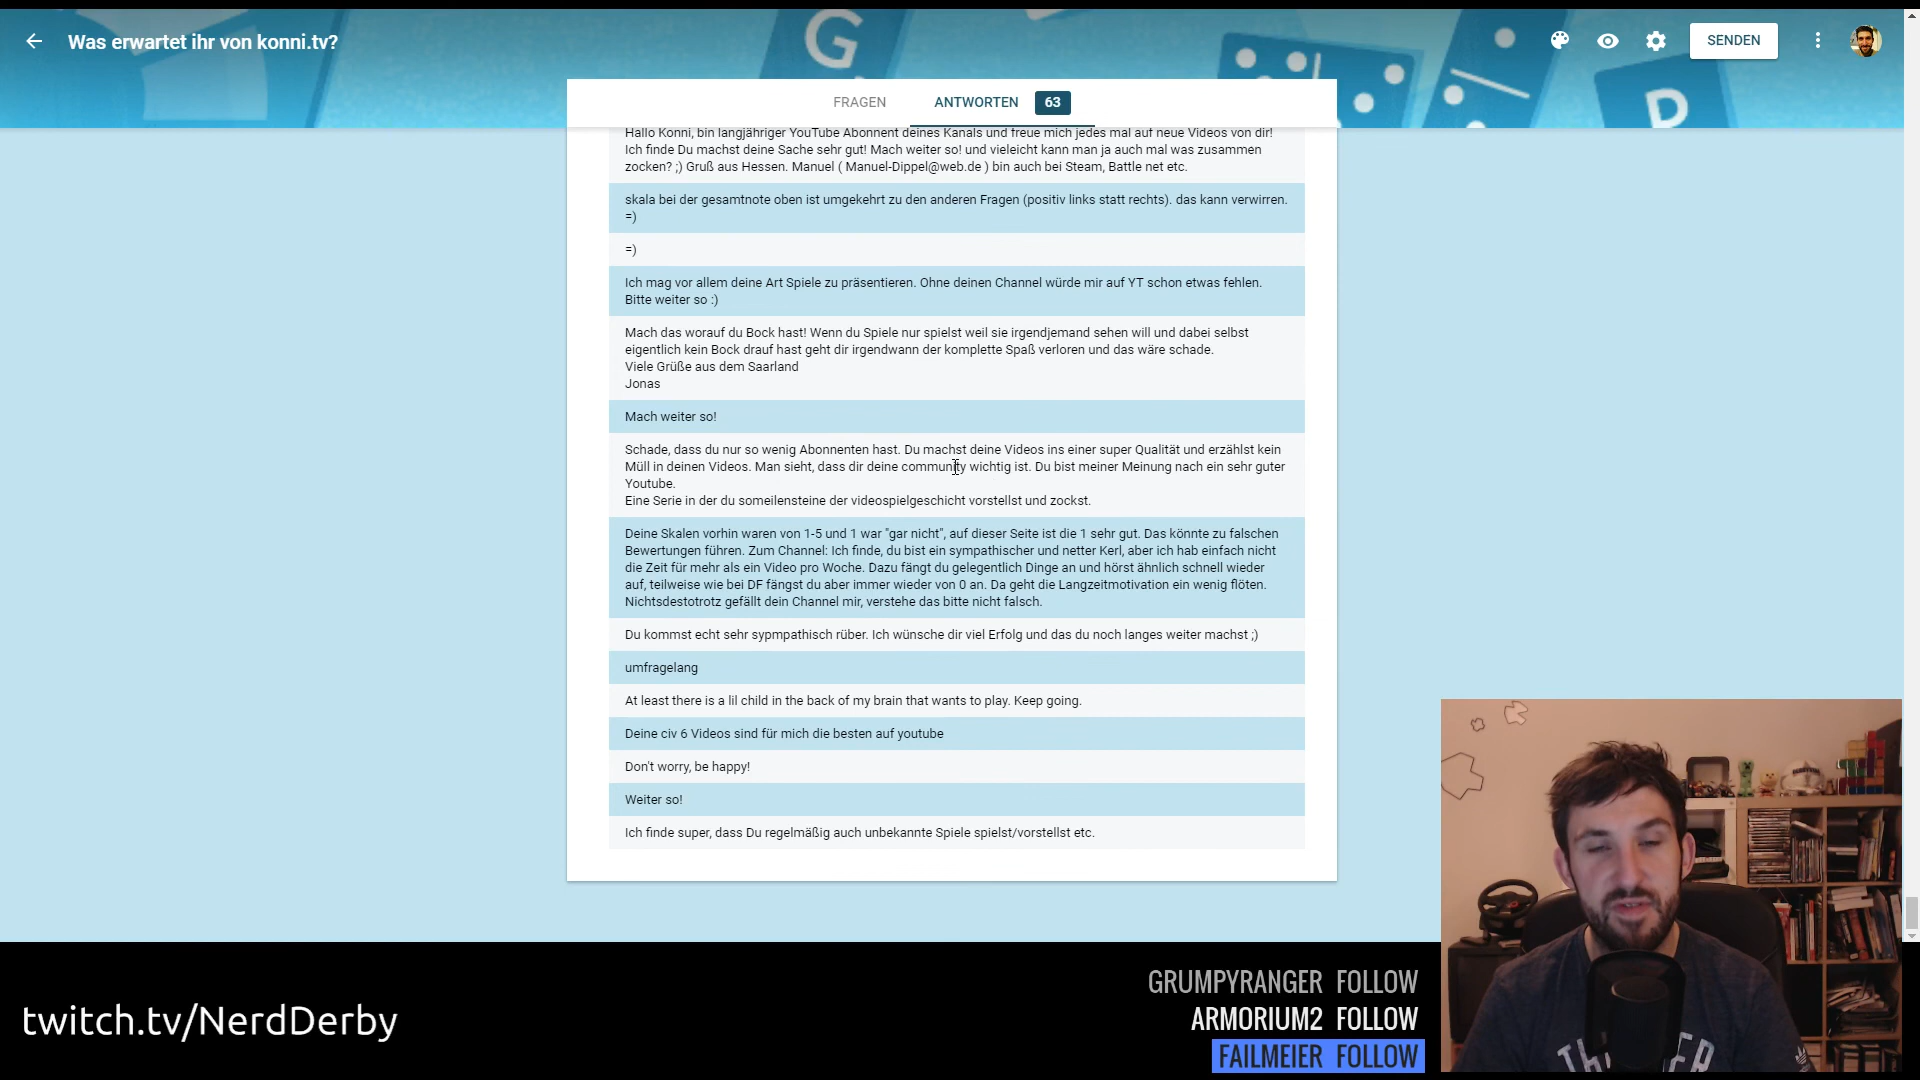 Was erwartet ihr von konni.tv?
SENDEN
FRAGEN
ANTWORTEN
63
Hallo Konni, bin langjähriger YouTube Abonnent deines Kanals und freue mich jedes mal auf neue Videos von dir!
Ich finde Du machst deine Sache sehr gut! Mach weiter so! und vieleicht kann man ja auch mal was zusammen
zocken? ;) Gruß aus Hessen. Manuel ( Manuel-Dippel@web.de ) bin auch bei Steam, Battle net etc.
skala bei der gesamtnote oben ist umgekehrt zu den anderen Fragen (positiv links statt rechts). das kann verwirren.
=)
=)
Ich mag vor allem deine Art Spiele zu präsentieren. Ohne deinen Channel würde mir auf YT schon etwas fehlen.
Bitte weiter so :)
Mach das worauf du Bock hast! Wenn du Spiele nur spielst weil sie irgendjemand sehen will und dabei selbst
eigentlich kein Bock drauf hast geht dir irgendwann der komplette Spaß verloren und das wäre schade.
Viele Grüße aus dem Saarland
Jonas
Mach weiter so!
Schade, dass du nur so wenig Abonnenten hast. Du machst deine Videos ins einer super Qualität und erzählst kein
Müll in deinen Videos. Man sieht, dass dir deine community wichtig ist. Du bist meiner Meinung nach ein sehr guter
Youtube.
Eine Serie in der du someilensteine der videospielgeschicht vorstellst und zockst.
Deine Skalen vorhin waren von 1-5 und 1 war "gar nicht", auf dieser Seite ist die 1 sehr gut. Das könnte zu falschen
Bewertungen führen. Zum Channel: Ich finde, du bist ein sympathischer und netter Kerl, aber ich hab einfach nicht
die Zeit für mehr als ein Video pro Woche. Dazu fängt du gelegentlich Dinge an und hörst ähnlich schnell wieder
auf, teilweise wie bei DF fängst du aber immer wieder von 0 an. Da geht die Langzeitmotivation ein wenig flöten.
Nichtsdestotrotz gefällt dein Channel mir, verstehe das bitte nicht falsch.
Du kommst echt sehr sypmpathisch rüber. Ich wünsche dir viel Erfolg und das du noch langes weiter machst ;)
umfragelang
At least there is a lil child in the back of my brain that wants to play. Keep going.
Deine civ 6 Videos sind für mich die besten auf youtube
Don't worry, be happy!
Weiter so!
Ich finde super, dass Du regelmäßig auch unbekannte Spiele spielst/vorstellst etc.
twitch.tv/NerdDerby
GRUMPYRANGER FOLLOW
ARMORIUM2 FOLLOW
FAILMEIER FOLLOW
G
D